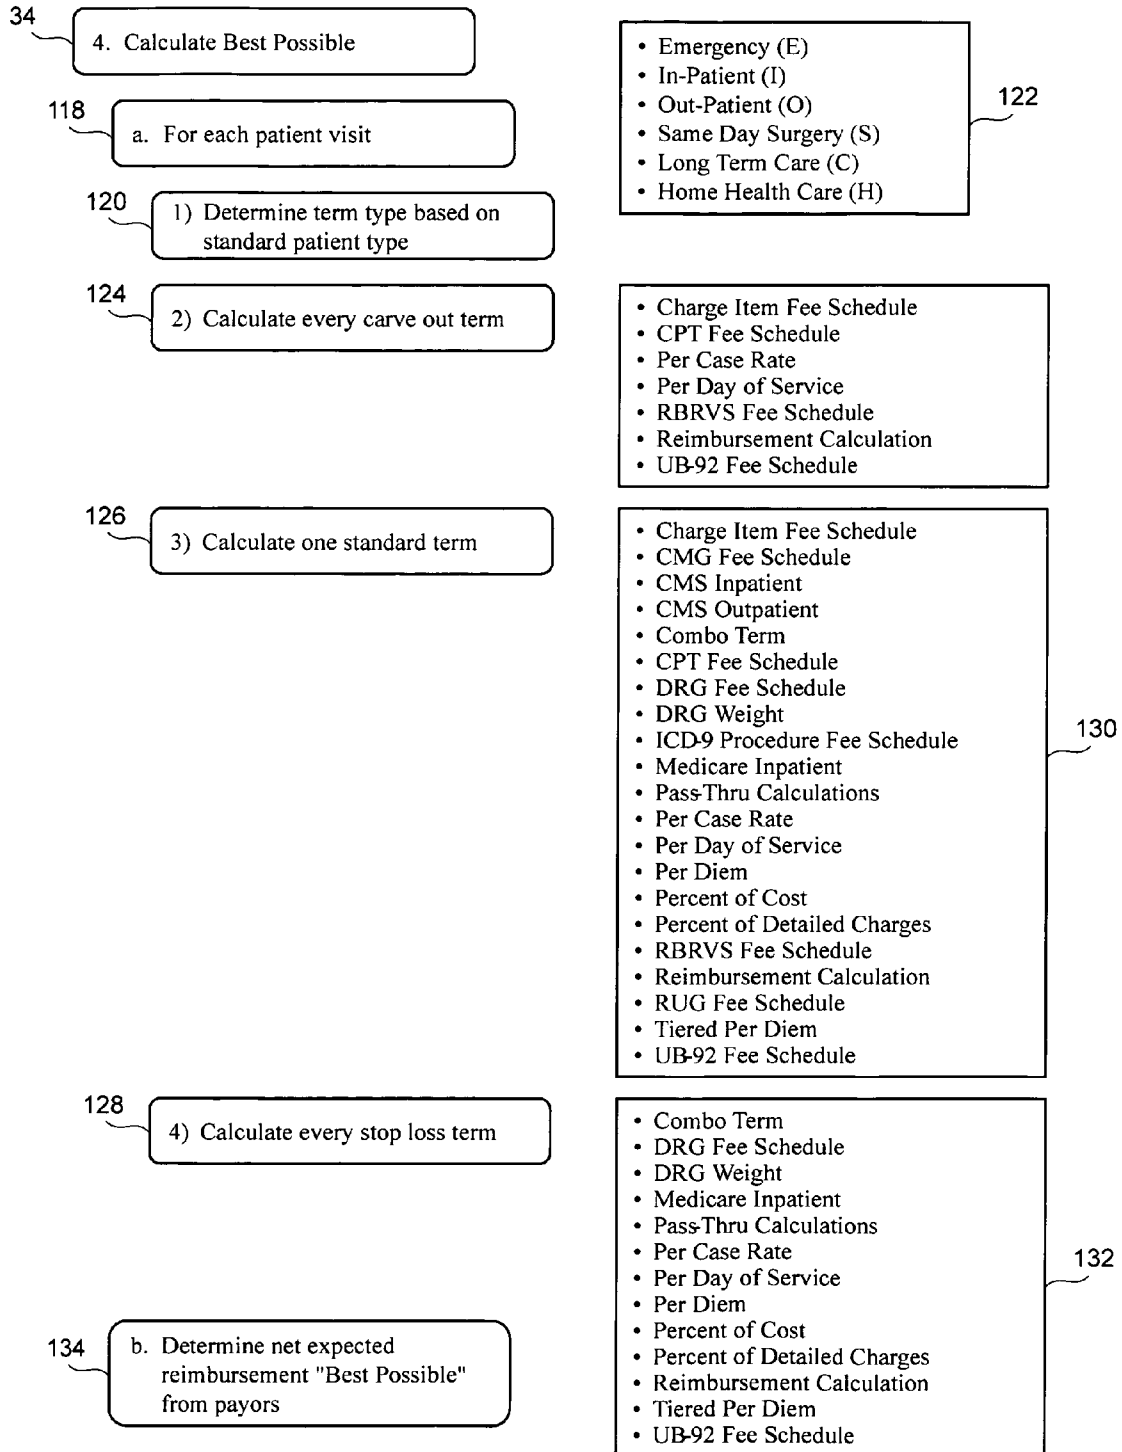 34
4. Calculate Best Possible
118
a. For each patient visit
120
1) Determine term type based on
standard patient type
• Emergency (E)
• In-Patient (I)
• Out-Patient (O)
• Same Day Surgery (S)
• Long Term Care (C)
• Home Health Care (H)
122
124
2) Calculate every carve out term
• Charge Item Fee Schedule
• CPT Fee Schedule
• Per Case Rate
• Per Day of Service
• RBRVS Fee Schedule
• Reimbursement Calculation
• UB-92 Fee Schedule
126
3) Calculate one standard term
• Charge Item Fee Schedule
• CMG Fee Schedule
• CMS Inpatient
• CMS Outpatient
• Combo Term
• CPT Fee Schedule
• DRG Fee Schedule
• DRG Weight
• ICD-9 Procedure Fee Schedule
• Medicare Inpatient
• Pass-Thru Calculations
• Per Case Rate
• Per Day of Service
• Per Diem
• Percent of Cost
• Percent of Detailed Charges
• RBRVS Fee Schedule
• Reimbursement Calculation
• RUG Fee Schedule
• Tiered Per Diem
• UB-92 Fee Schedule
130
128
4) Calculate every stop loss term
• Combo Term
• DRG Fee Schedule
• DRG Weight
• Medicare Inpatient
• Pass-Thru Calculations
• Per Case Rate
• Per Day of Service
• Per Diem
• Percent of Cost
• Percent of Detailed Charges
• Reimbursement Calculation
• Tiered Per Diem
• UB-92 Fee Schedule
132
134
b. Determine net expected
reimbursement "Best Possible"
from payors